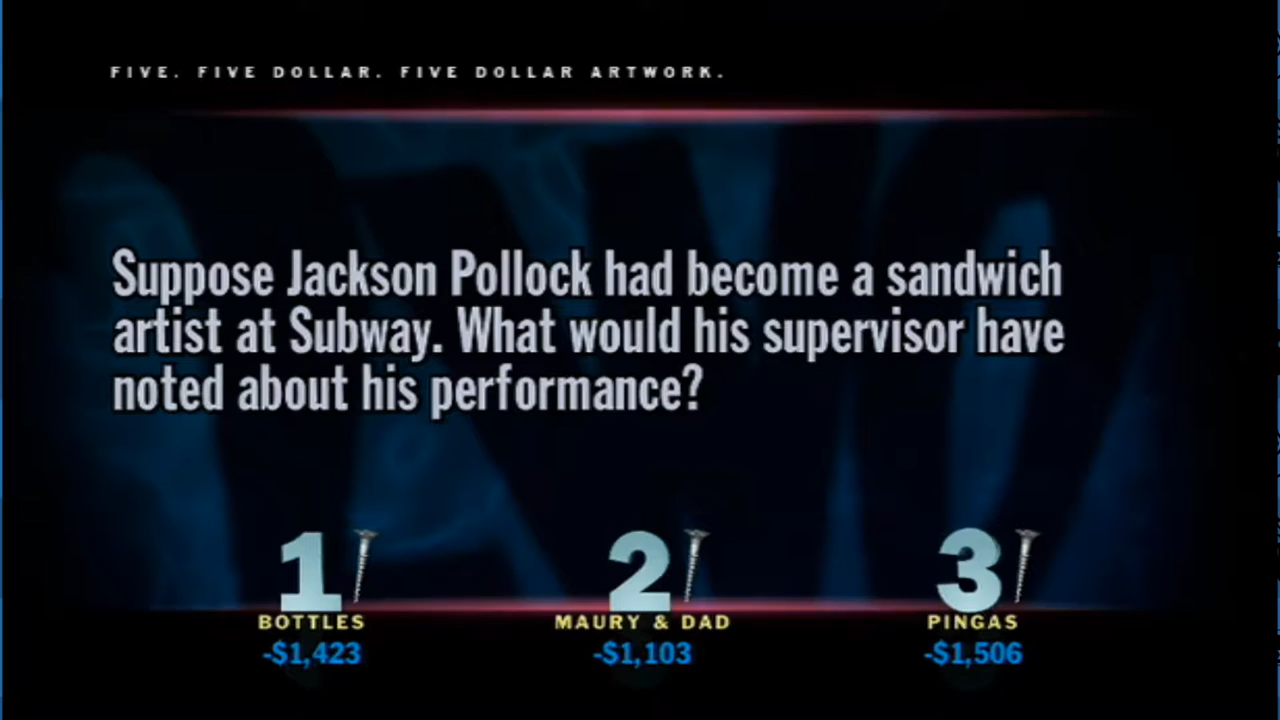 FIVE. FIVE DOLLAR. FIVE DOLLAR ARTWORK.
Suppose Jackson Pollock had become a sandwich
artist at Subway. What would his supervisor have
noted about his performance?
1 2 3
BOTTLES MAURY & DAD PINGAS
-$1,423 -$1,103 -$1,506